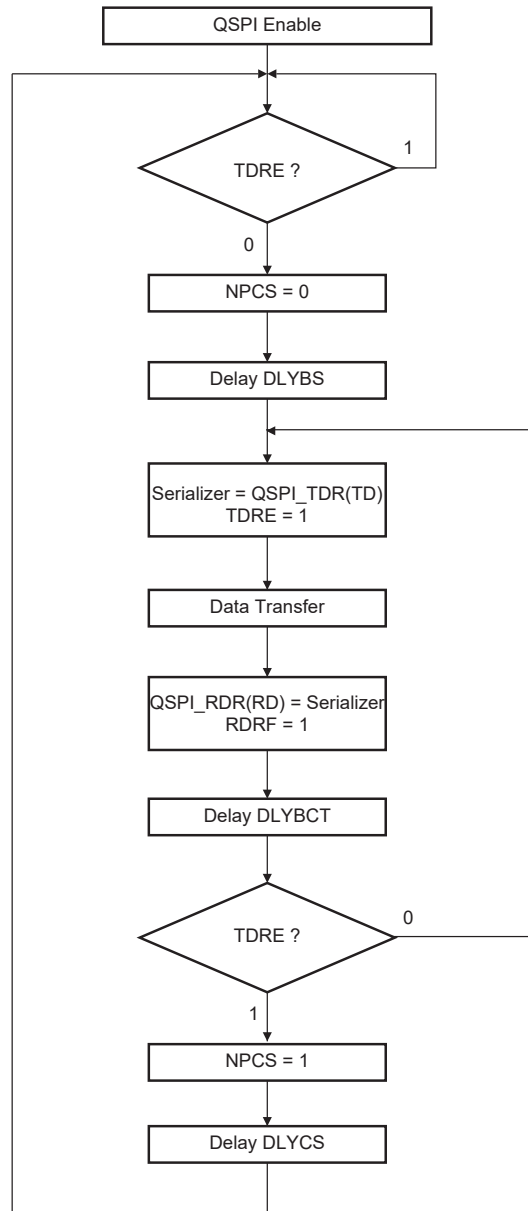 QSPI Enable
TDRE ?
1
0
NPCS = 0
Delay DLYBS
Serializer = QSPI_TDR(TD)
TDRE = 1
Data Transfer
QSPI_RDR(RD) = Serializer
RDRF = 1
Delay DLYBCT
TDRE ?
0
1
NPCS = 1
Delay DLYCS